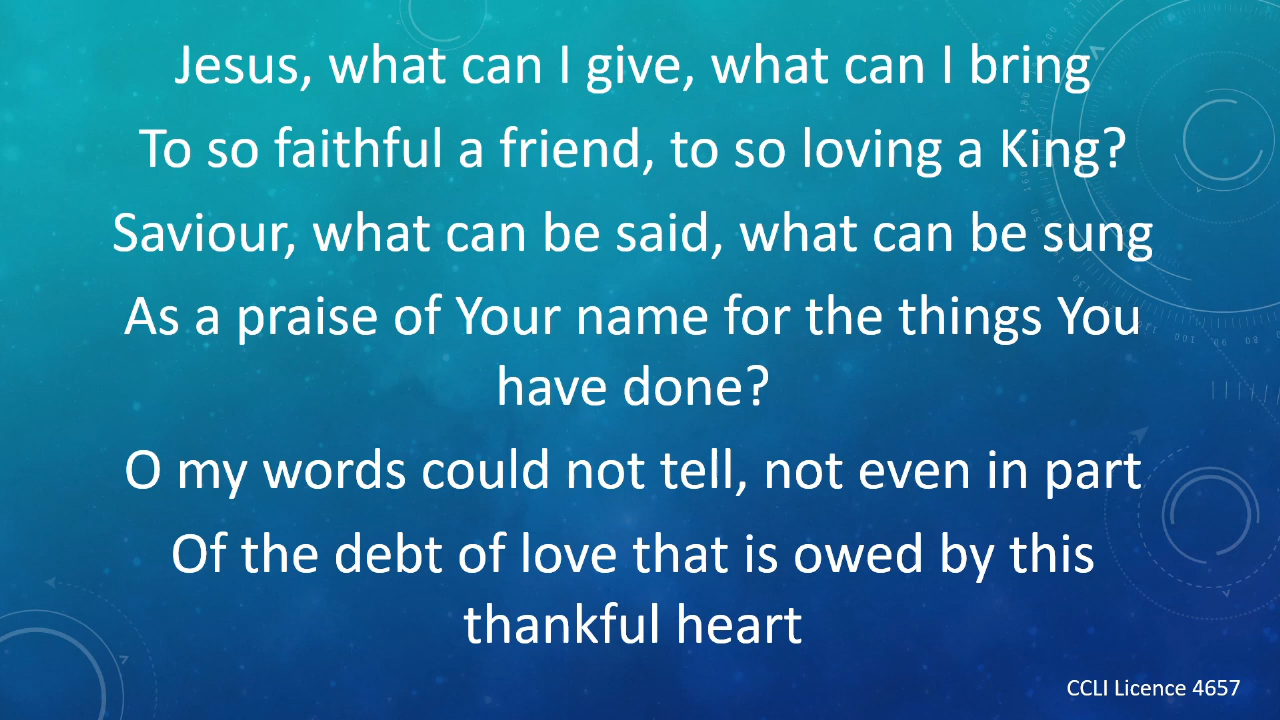 Jesus, what can I give, what can I bring
To so faithful a friend, to so loving a King?
Saviour, what can be said, what can be sung
As a praise of Your name for the things You
have done?
O my words could not tell, not even in part
Of the debt of love that is owed by this
thankful heart
CCLI Licence 4657